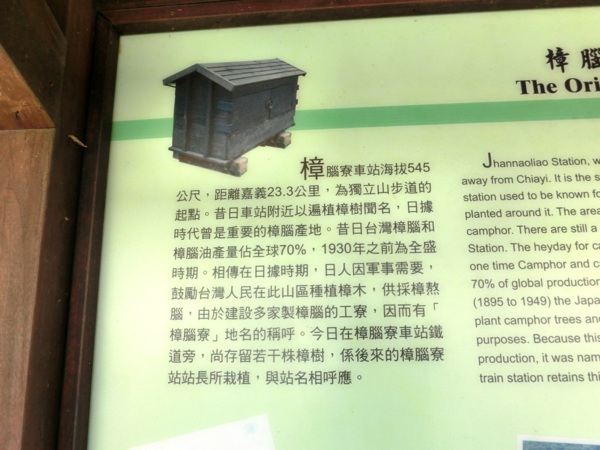 樟腦
The Ori
樟腦寮車站海拔545
公尺，距離嘉義23.3公里，為獨立山步道的
起點。昔日車站附近以遍植樟樹聞名，日據
時代曾是重要的樟腦產地。昔日台灣樟腦和
樟腦油產量佔全球70%，1930年之前為全盛
時期。相傳在日據時期，日人因軍事需要，
鼓勵台灣人民在此山區種植樟木，供採樟熬
腦，由於建設多家製樟腦的工寮，因而有「
樟腦寮」地名的稱呼。今日在樟腦寮車站鐵
道旁，尚存留若干株樟樹，係後來的樟腦寮
站站長所栽植，與站名相呼應。
Jhannaoliao Station, w
away from Chiayi. It is the s
station used to be known fo
planted around it. The area
camphor. There are still a
Station. The heyday for ca
one time Camphor and c
70% of global production
(1895 to 1949) the Japa
plant camphor trees and
purposes. Because this
production, it was nam
train station retains thi